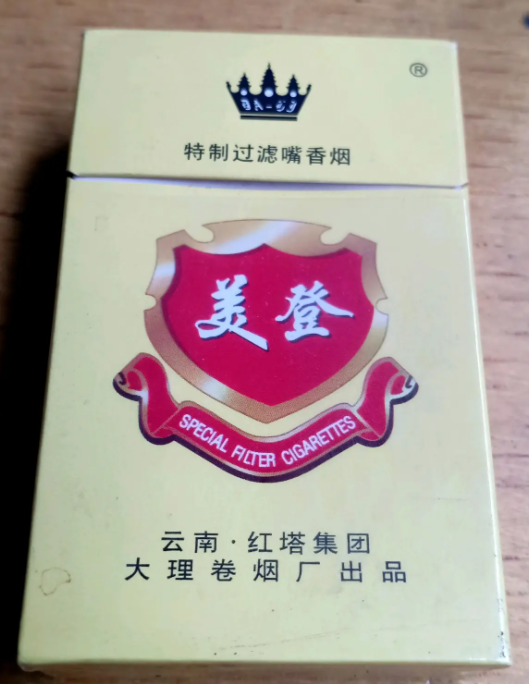 ®
特制过滤嘴香烟
美登
SPECIAL FILTER CIGARETTES
云南·红塔集团
大理卷烟厂出品